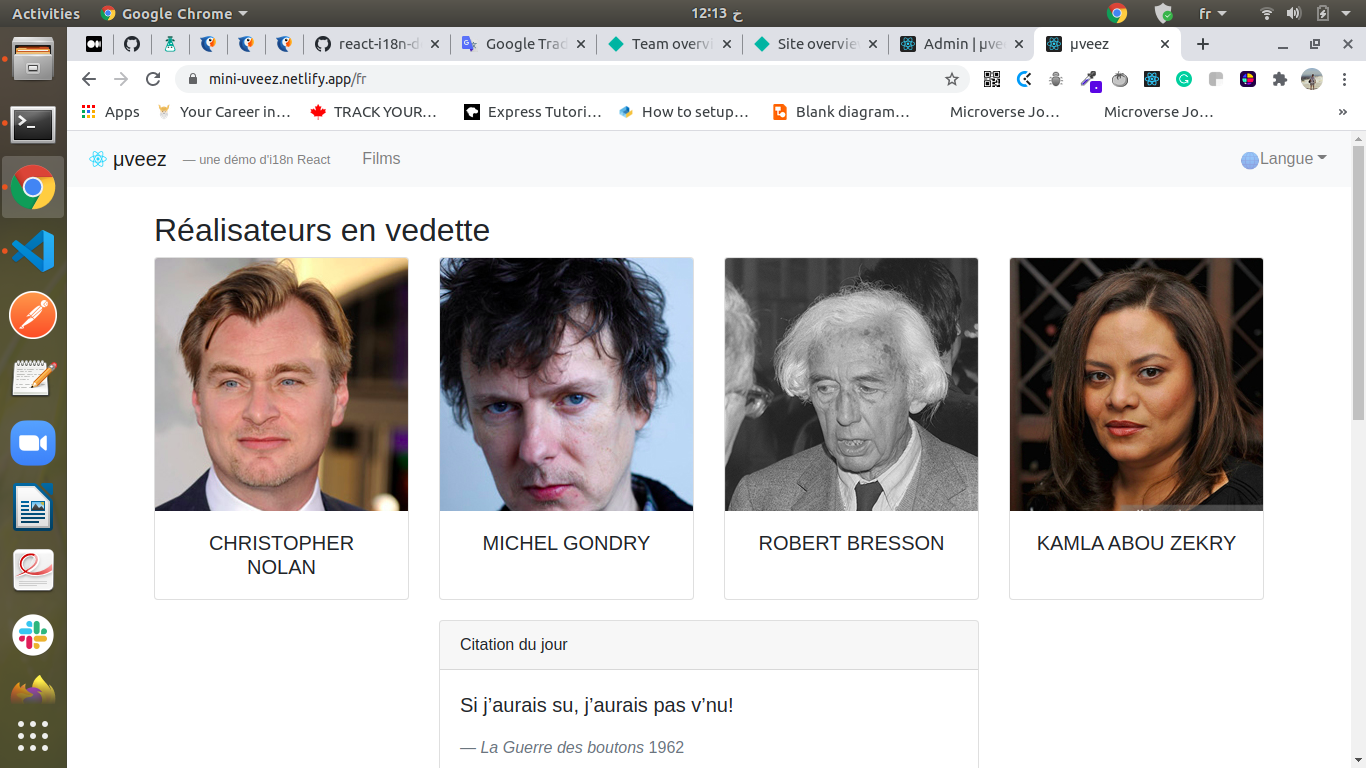 Activities
Google Chrome
12:13 خ
fr
react-i18n-d
Google Trad
Team overvi
Site overvie
Admin | μvee
μveez
mini-uveez.netlify.app/fr
Apps
Your Career in…
TRACK YOUR…
Express Tutori…
How to setup…
Blank diagram…
Microverse Jo…
Microverse Jo…
»
μveez
— une démo d'i18n React
Films
Langue
Réalisateurs en vedette
CHRISTOPHER
NOLAN
MICHEL GONDRY
ROBERT BRESSON
KAMLA ABOU ZEKRY
Citation du jour
Si j’aurais su, j’aurais pas v’nu!
— La Guerre des boutons 1962